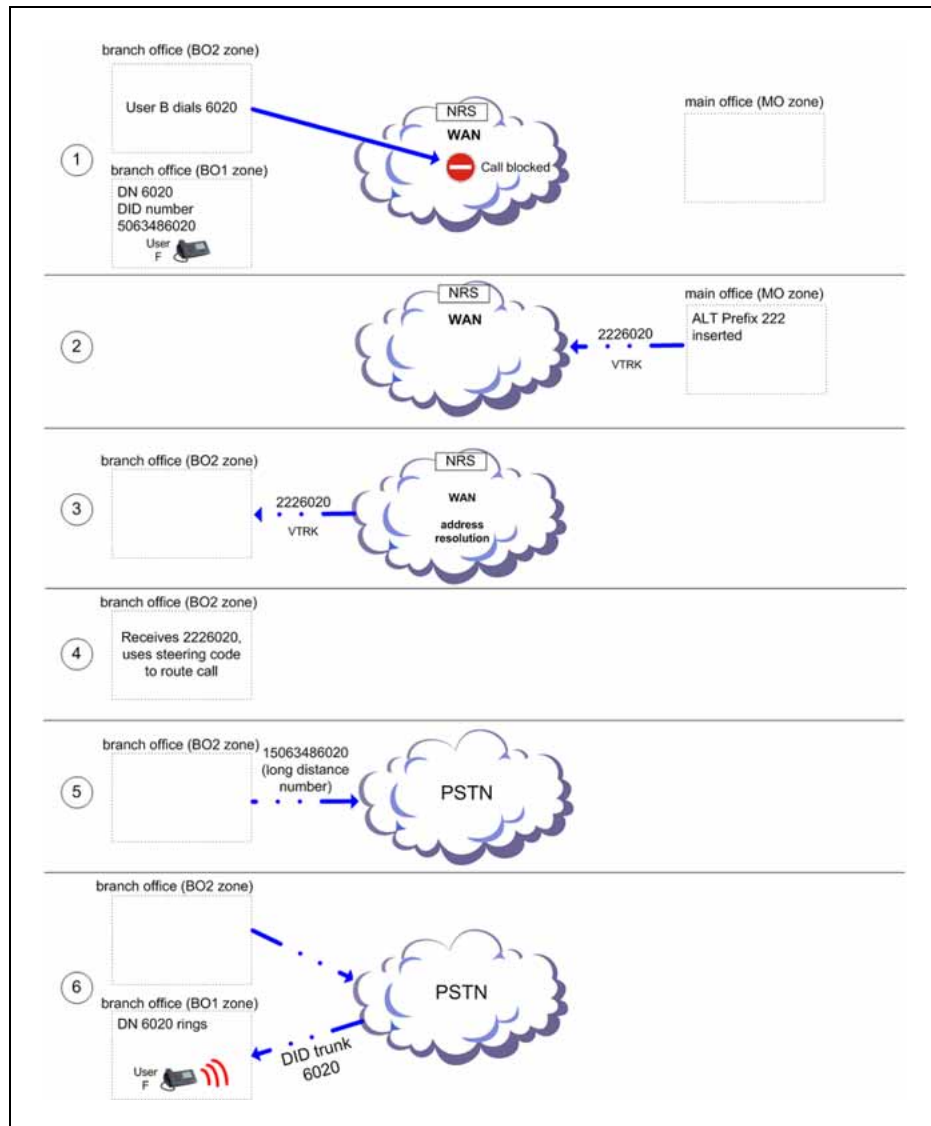 branch office (BO2 zone)
User B dials 6020
NRS
WAN
Call blocked
main office (MO zone)
1
branch office (BO1 zone)
DN 6020
DID number
5063486020
User
F
NRS
WAN
main office (MO zone)
ALT Prefix 222
inserted
2
2226020
VTRK
branch office (BO2 zone)
NRS
WAN
address
resolution
3
2226020
VTRK
branch office (BO2 zone)
4
Receives 2226020,
uses steering code
to route call
branch office (BO2 zone)
15063486020
(long distance
number)
5
PSTN
branch office (BO2 zone)
6
PSTN
branch office (BO1 zone)
DN 6020 rings
User
F
DID trunk
6020